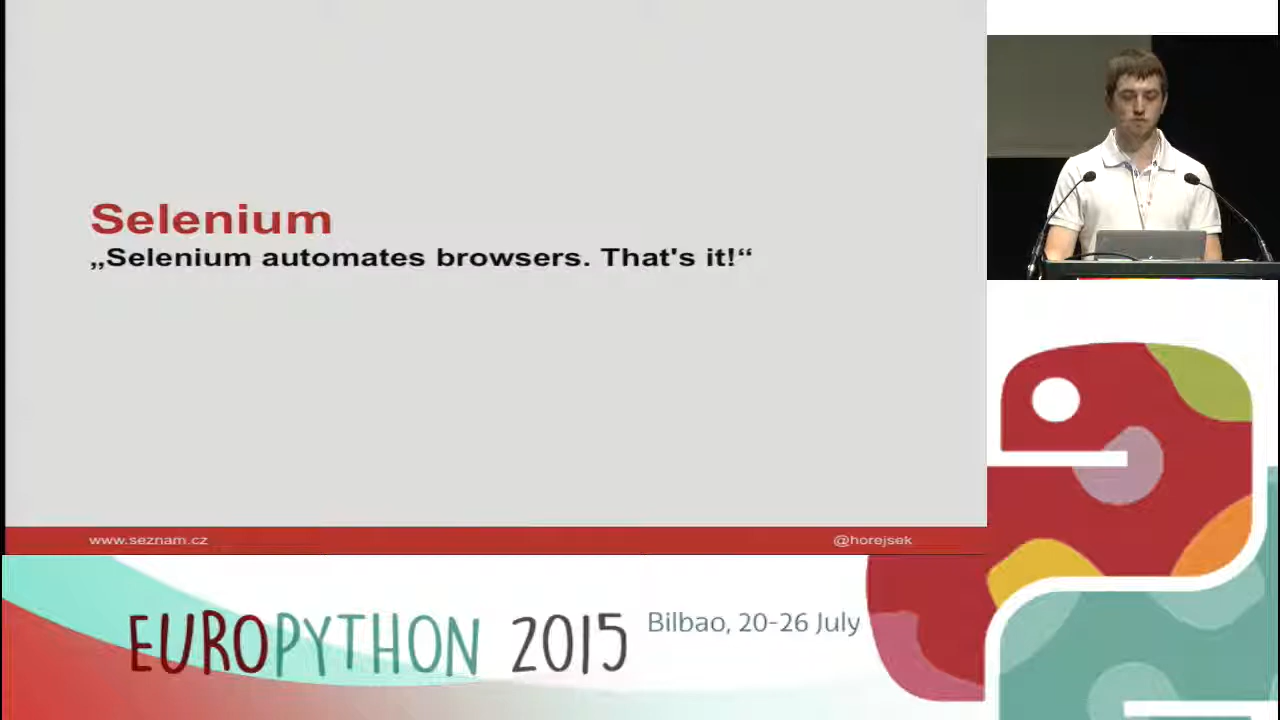 Selenium
„Selenium automates browsers. That's it!“
www.seznam.cz
@horejsek
EUROPYTHON 2015
Bilbao, 20-26 July